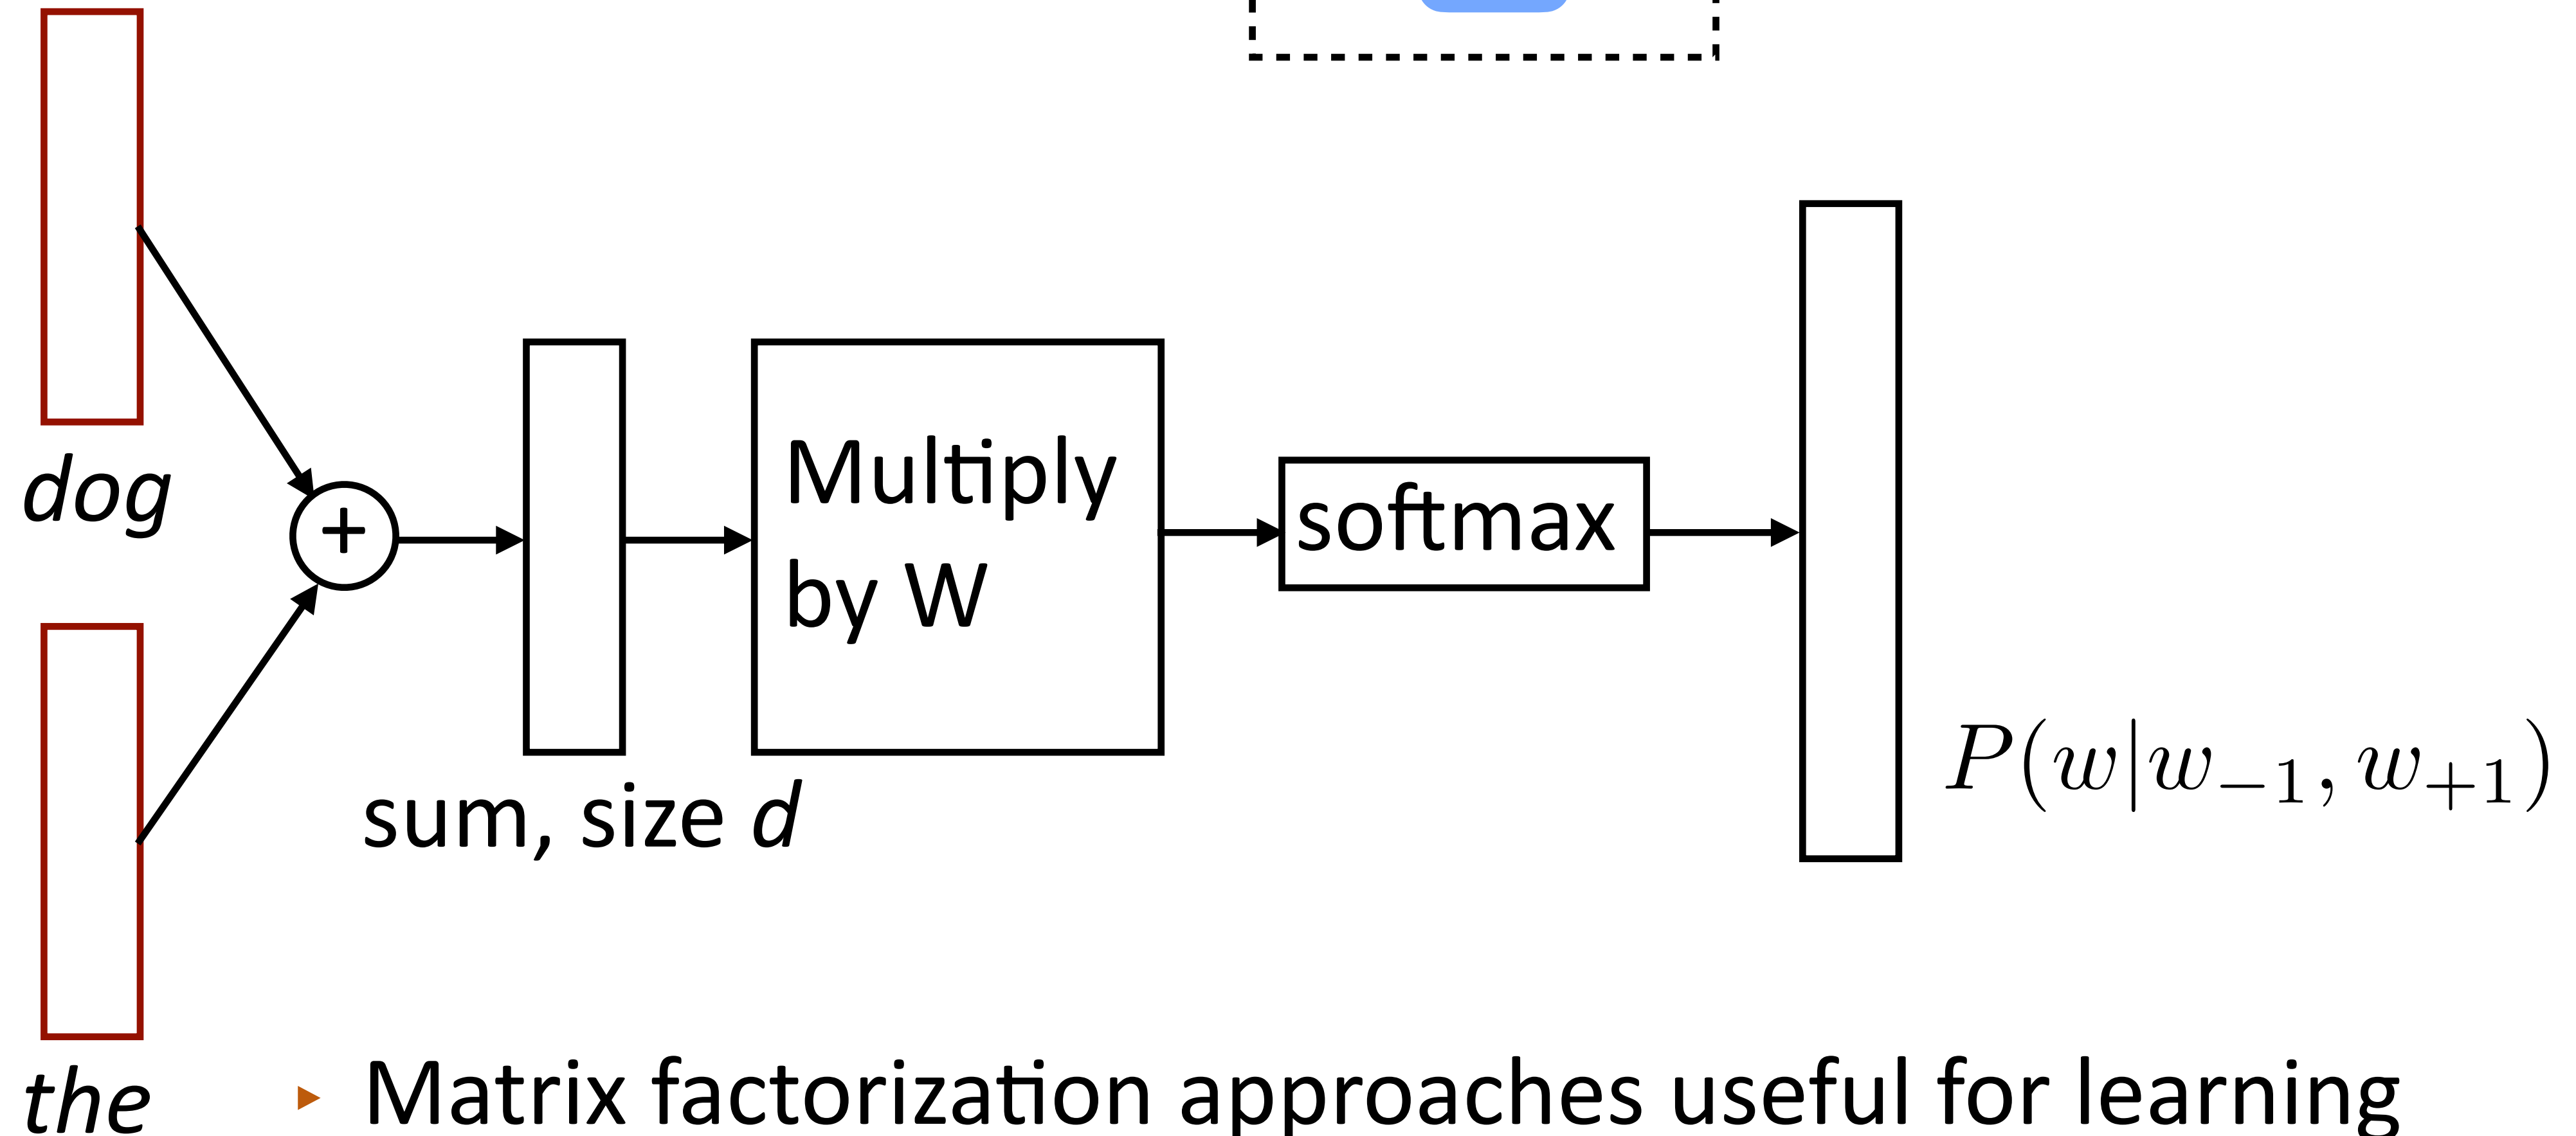 dog
+
Multiply
by W
softmax
sum, size d
P(w|w₋₁, w₊₁)
the
▸ Matrix factorization approaches useful for learning